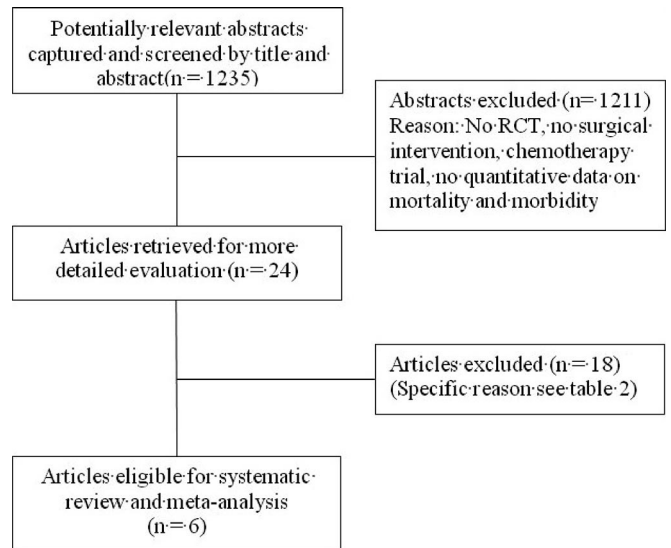 Potentially·relevant·abstracts·
captured·and·screened·by·title·and·
abstract(n·=·1235)
Abstracts·excluded·(n=·1211)
Reason:·No·RCT,·no·surgical·
intervention,·chemotherapy·
trial,·no·quantitative·data·on·
mortality·and·morbidity
Articles·retrieved·for·more·
detailed·evaluation·(n·=·24)
Articles·excluded·(n·=·18)
(Specific·reason·see·table·2)
Articles·eligible·for·systematic·
review·and·meta-analysis
(n·=·6)